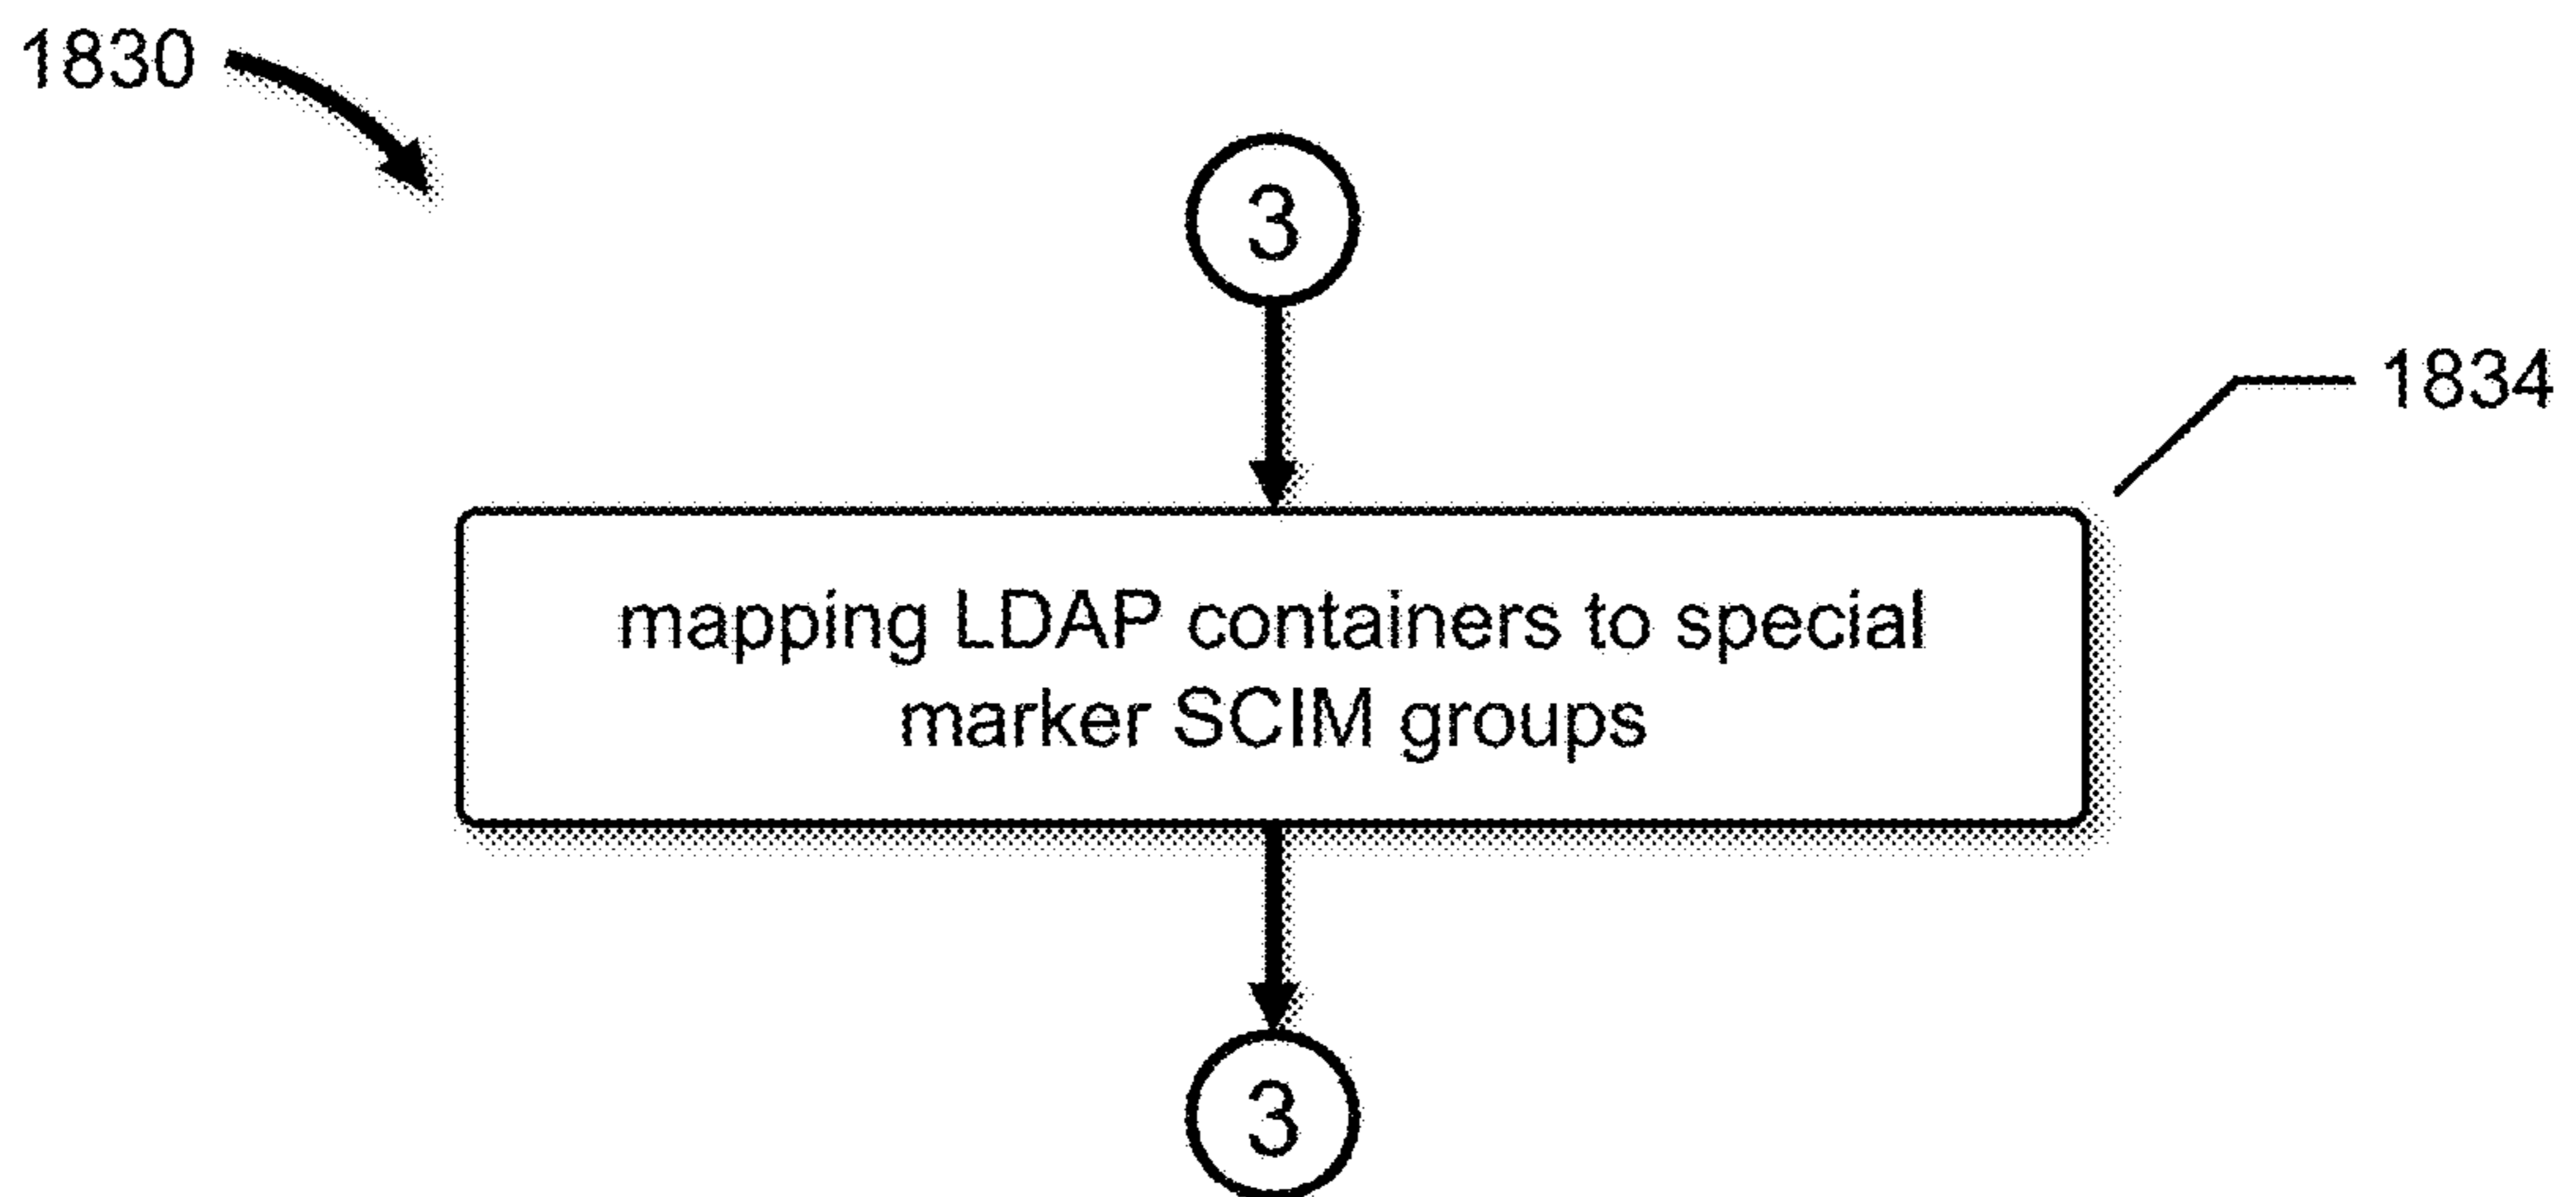 1830
3
1834
mapping LDAP containers to special
marker SCIM groups
3